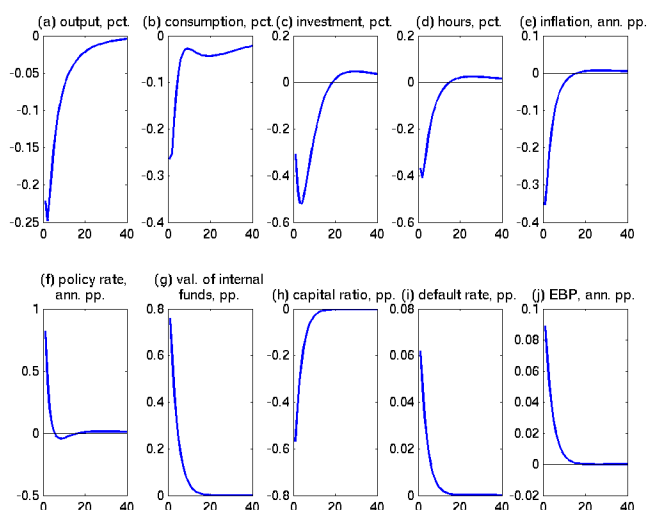 (a) output, pct.
(b) consumption, pct.
(c) investment, pct.
(d) hours, pct.
(e) inflation, ann. pp.
0
-0.05
-0.1
-0.15
-0.2
-0.25
0 20 40
0
-0.1
-0.2
-0.3
-0.4
0 20 40
0.2
0
-0.2
-0.4
-0.6
0 20 40
0.2
0
-0.2
-0.4
-0.6
0 20 40
0.1
0
-0.1
-0.2
-0.3
-0.4
0 20 40
(f) policy rate,
ann. pp.
(g) val. of internal
funds, pp.
(h) capital ratio, pp.
(i) default rate, pp.
(j) EBP, ann. pp.
1
0.5
0
-0.5
0 20 40
0.8
0.6
0.4
0.2
0
0 20 40
0
-0.2
-0.4
-0.6
-0.8
0 20 40
0.08
0.06
0.04
0.02
0
0 20 40
0.1
0.08
0.06
0.04
0.02
0
-0.02
0 20 40